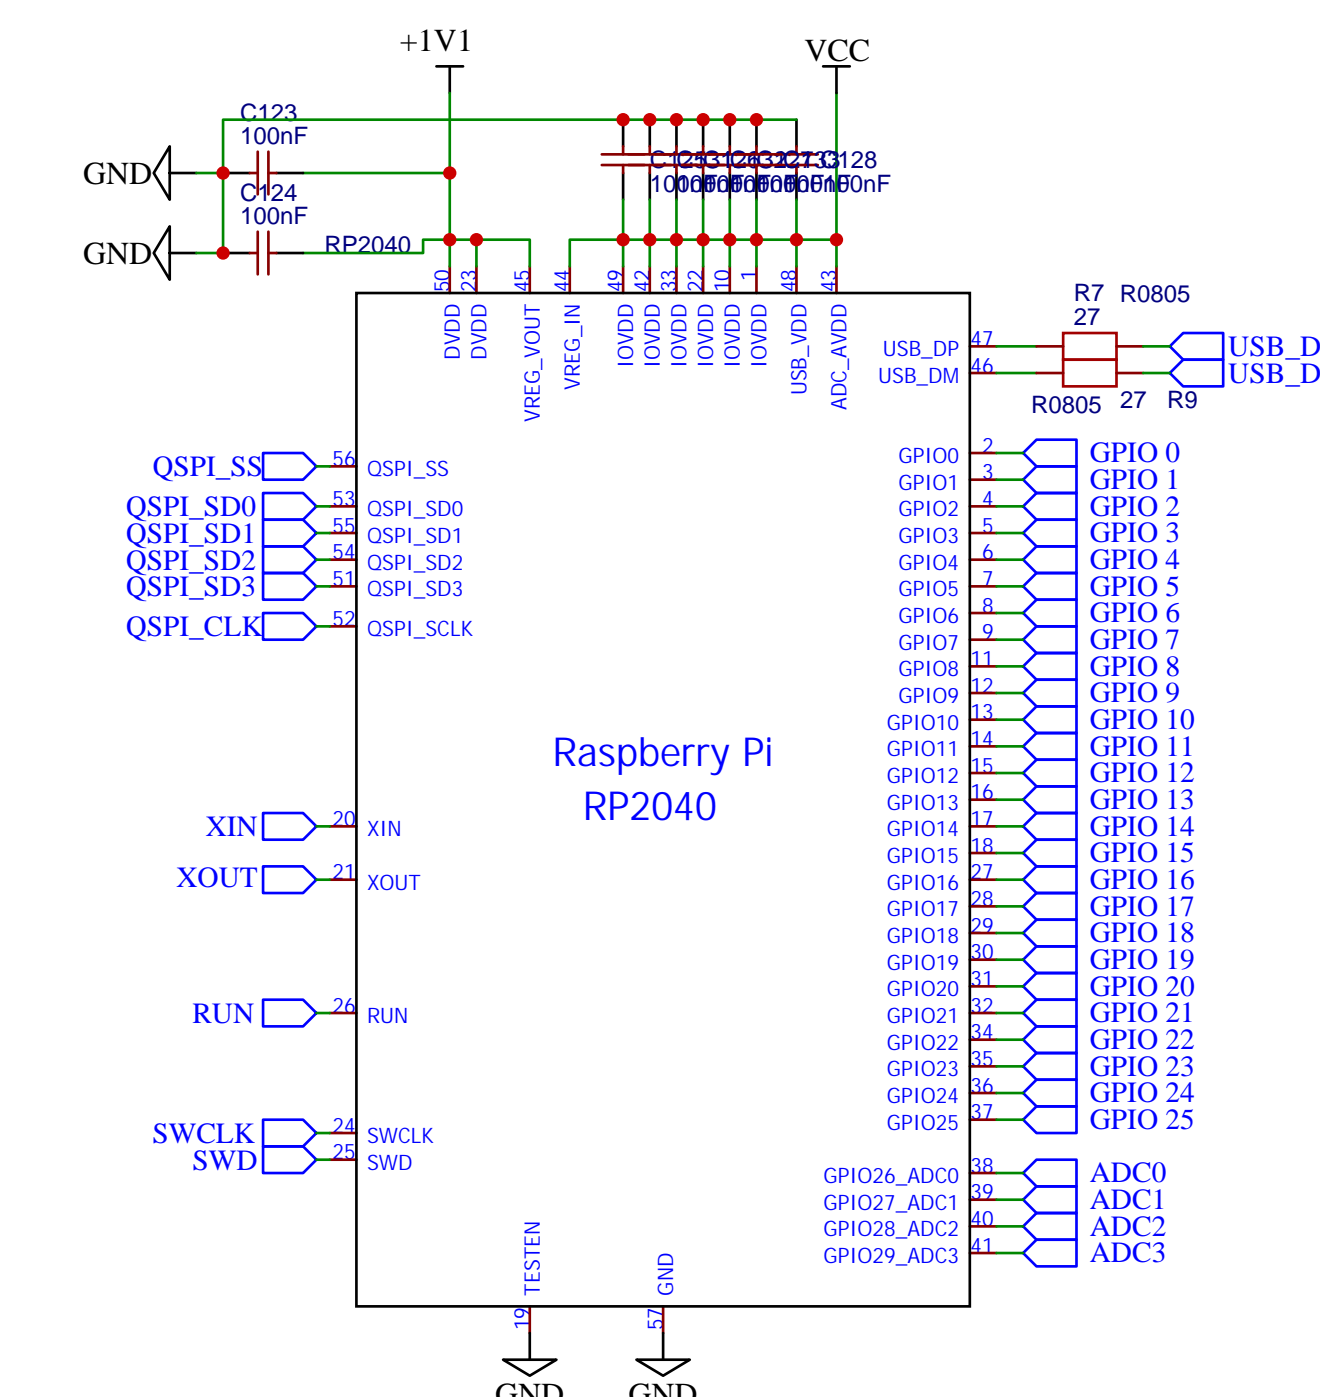 +1V1
VCC
C123
100nF
GND
C124
100nF
GND
RP2040
C128
50
23
45
44
49
42
33
22
10
1
48
43
DVDD
DVDD
VREG_VOUT
VREG_IN
IOVDD
IOVDD
IOVDD
IOVDD
IOVDD
IOVDD
USB_VDD
ADC_AVDD
R7 R0805
27
USB_DP 47 USB_D
USB_DM 46 USB_D
R0805 27 R9
QSPI_SS 56 QSPI_SS
QSPI_SD0 53 QSPI_SD0
QSPI_SD1 55 QSPI_SD1
QSPI_SD2 54 QSPI_SD2
QSPI_SD3 51 QSPI_SD3
QSPI_CLK 52 QSPI_SCLK
GPIO0 2 GPIO 0
GPIO1 3 GPIO 1
GPIO2 4 GPIO 2
GPIO3 5 GPIO 3
GPIO4 6 GPIO 4
GPIO5 7 GPIO 5
GPIO6 8 GPIO 6
GPIO7 9 GPIO 7
GPIO8 11 GPIO 8
GPIO9 12 GPIO 9
GPIO10 13 GPIO 10
GPIO11 14 GPIO 11
GPIO12 15 GPIO 12
GPIO13 16 GPIO 13
GPIO14 17 GPIO 14
GPIO15 18 GPIO 15
GPIO16 27 GPIO 16
GPIO17 28 GPIO 17
GPIO18 29 GPIO 18
GPIO19 30 GPIO 19
GPIO20 31 GPIO 20
GPIO21 32 GPIO 21
GPIO22 34 GPIO 22
GPIO23 35 GPIO 23
GPIO24 36 GPIO 24
GPIO25 37 GPIO 25
Raspberry Pi
RP2040
XIN 20 XIN
XOUT 21 XOUT
RUN 26 RUN
SWCLK 24 SWCLK
SWD 25 SWD
GPIO26_ADC0 38 ADC0
GPIO27_ADC1 39 ADC1
GPIO28_ADC2 40 ADC2
GPIO29_ADC3 41 ADC3
TESTEN
GND
19
57
GND
GND